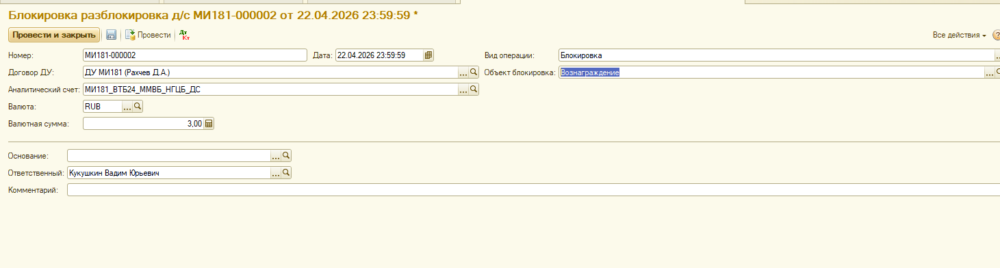 Блокировка разблокировка д/с МИ181-000002 от 22.04.2026 23:59:59 *
Провести и закрыть Провести Дт Кт Все действия ?
Номер: МИ181-000002 Дата: 22.04.2026 23:59:59 Вид операции: Блокировка ...
Договор ДУ: ДУ МИ181 (Рахчев Д.А.) ... Объект блокировка: Вознаграждение ...
Аналитический счет: МИ181_ВТБ24_ММВБ_НГЦБ_ДС ...
Валюта: RUB ...
Валютная сумма: 3,00
Основание: ...
Ответственный: Кукушкин Вадим Юрьевич ...
Комментарий: